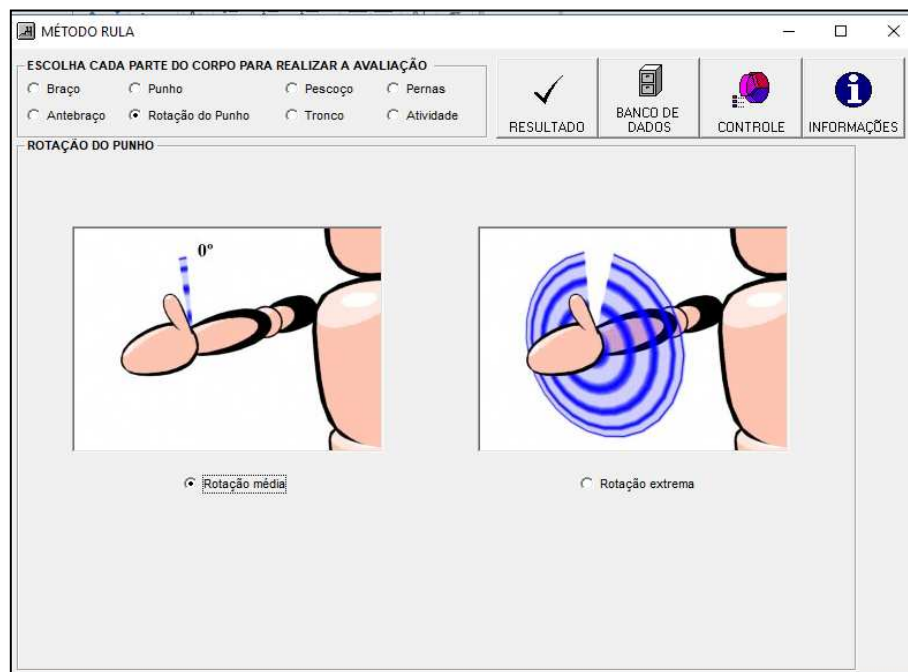 MÉTODO RULA
ESCOLHA CADA PARTE DO CORPO PARA REALIZAR A AVALIAÇÃO
Braço Punho Pescoço Pernas
Antebraço Rotação do Punho Tronco Atividade
RESULTADO
BANCO DE
DADOS
CONTROLE
INFORMAÇÕES
ROTAÇÃO DO PUNHO
0º
Rotação média
Rotação extrema